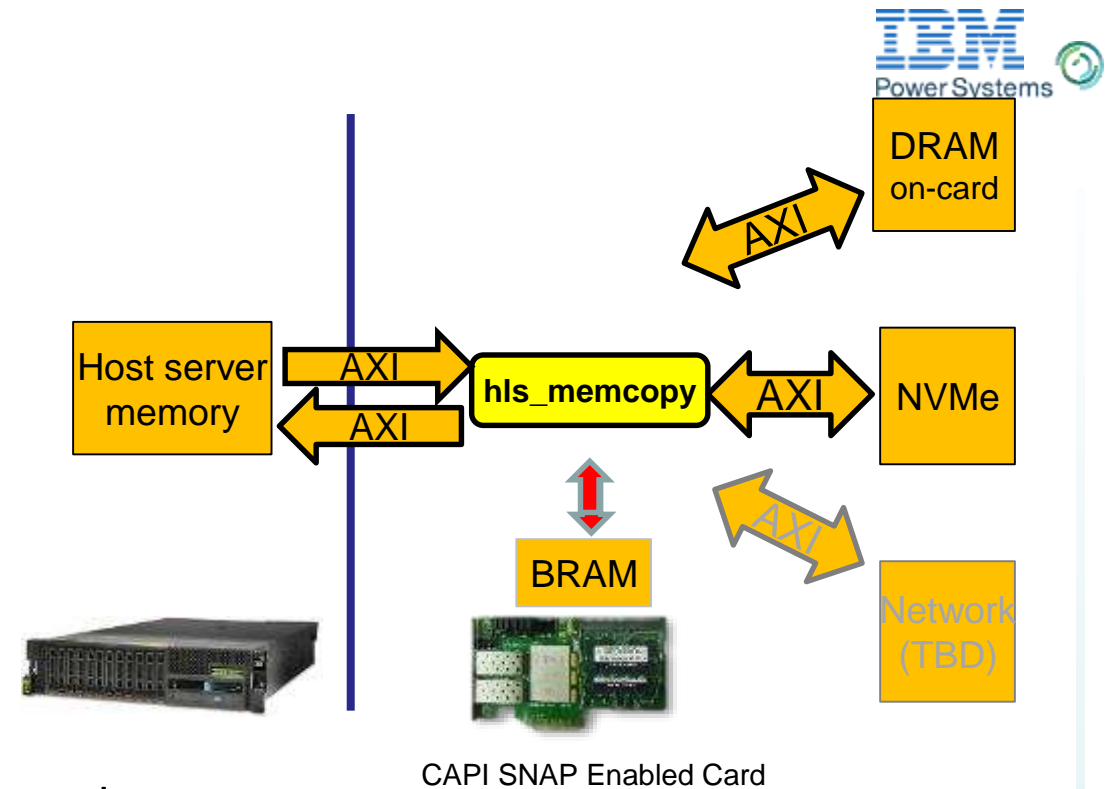 IBM
Power Systems
DRAM
on-card
AXI
Host server
memory
AXI
AXI
hls_memcopy
AXI
NVMe
AXI
BRAM
Network
(TBD)
CAPI SNAP Enabled Card